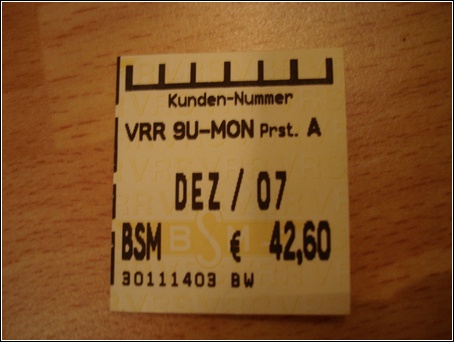 Kunden-Nummer
VRR 9U-MON Prst. A
DEZ / 07
BSM € 42,60
30111403 BW